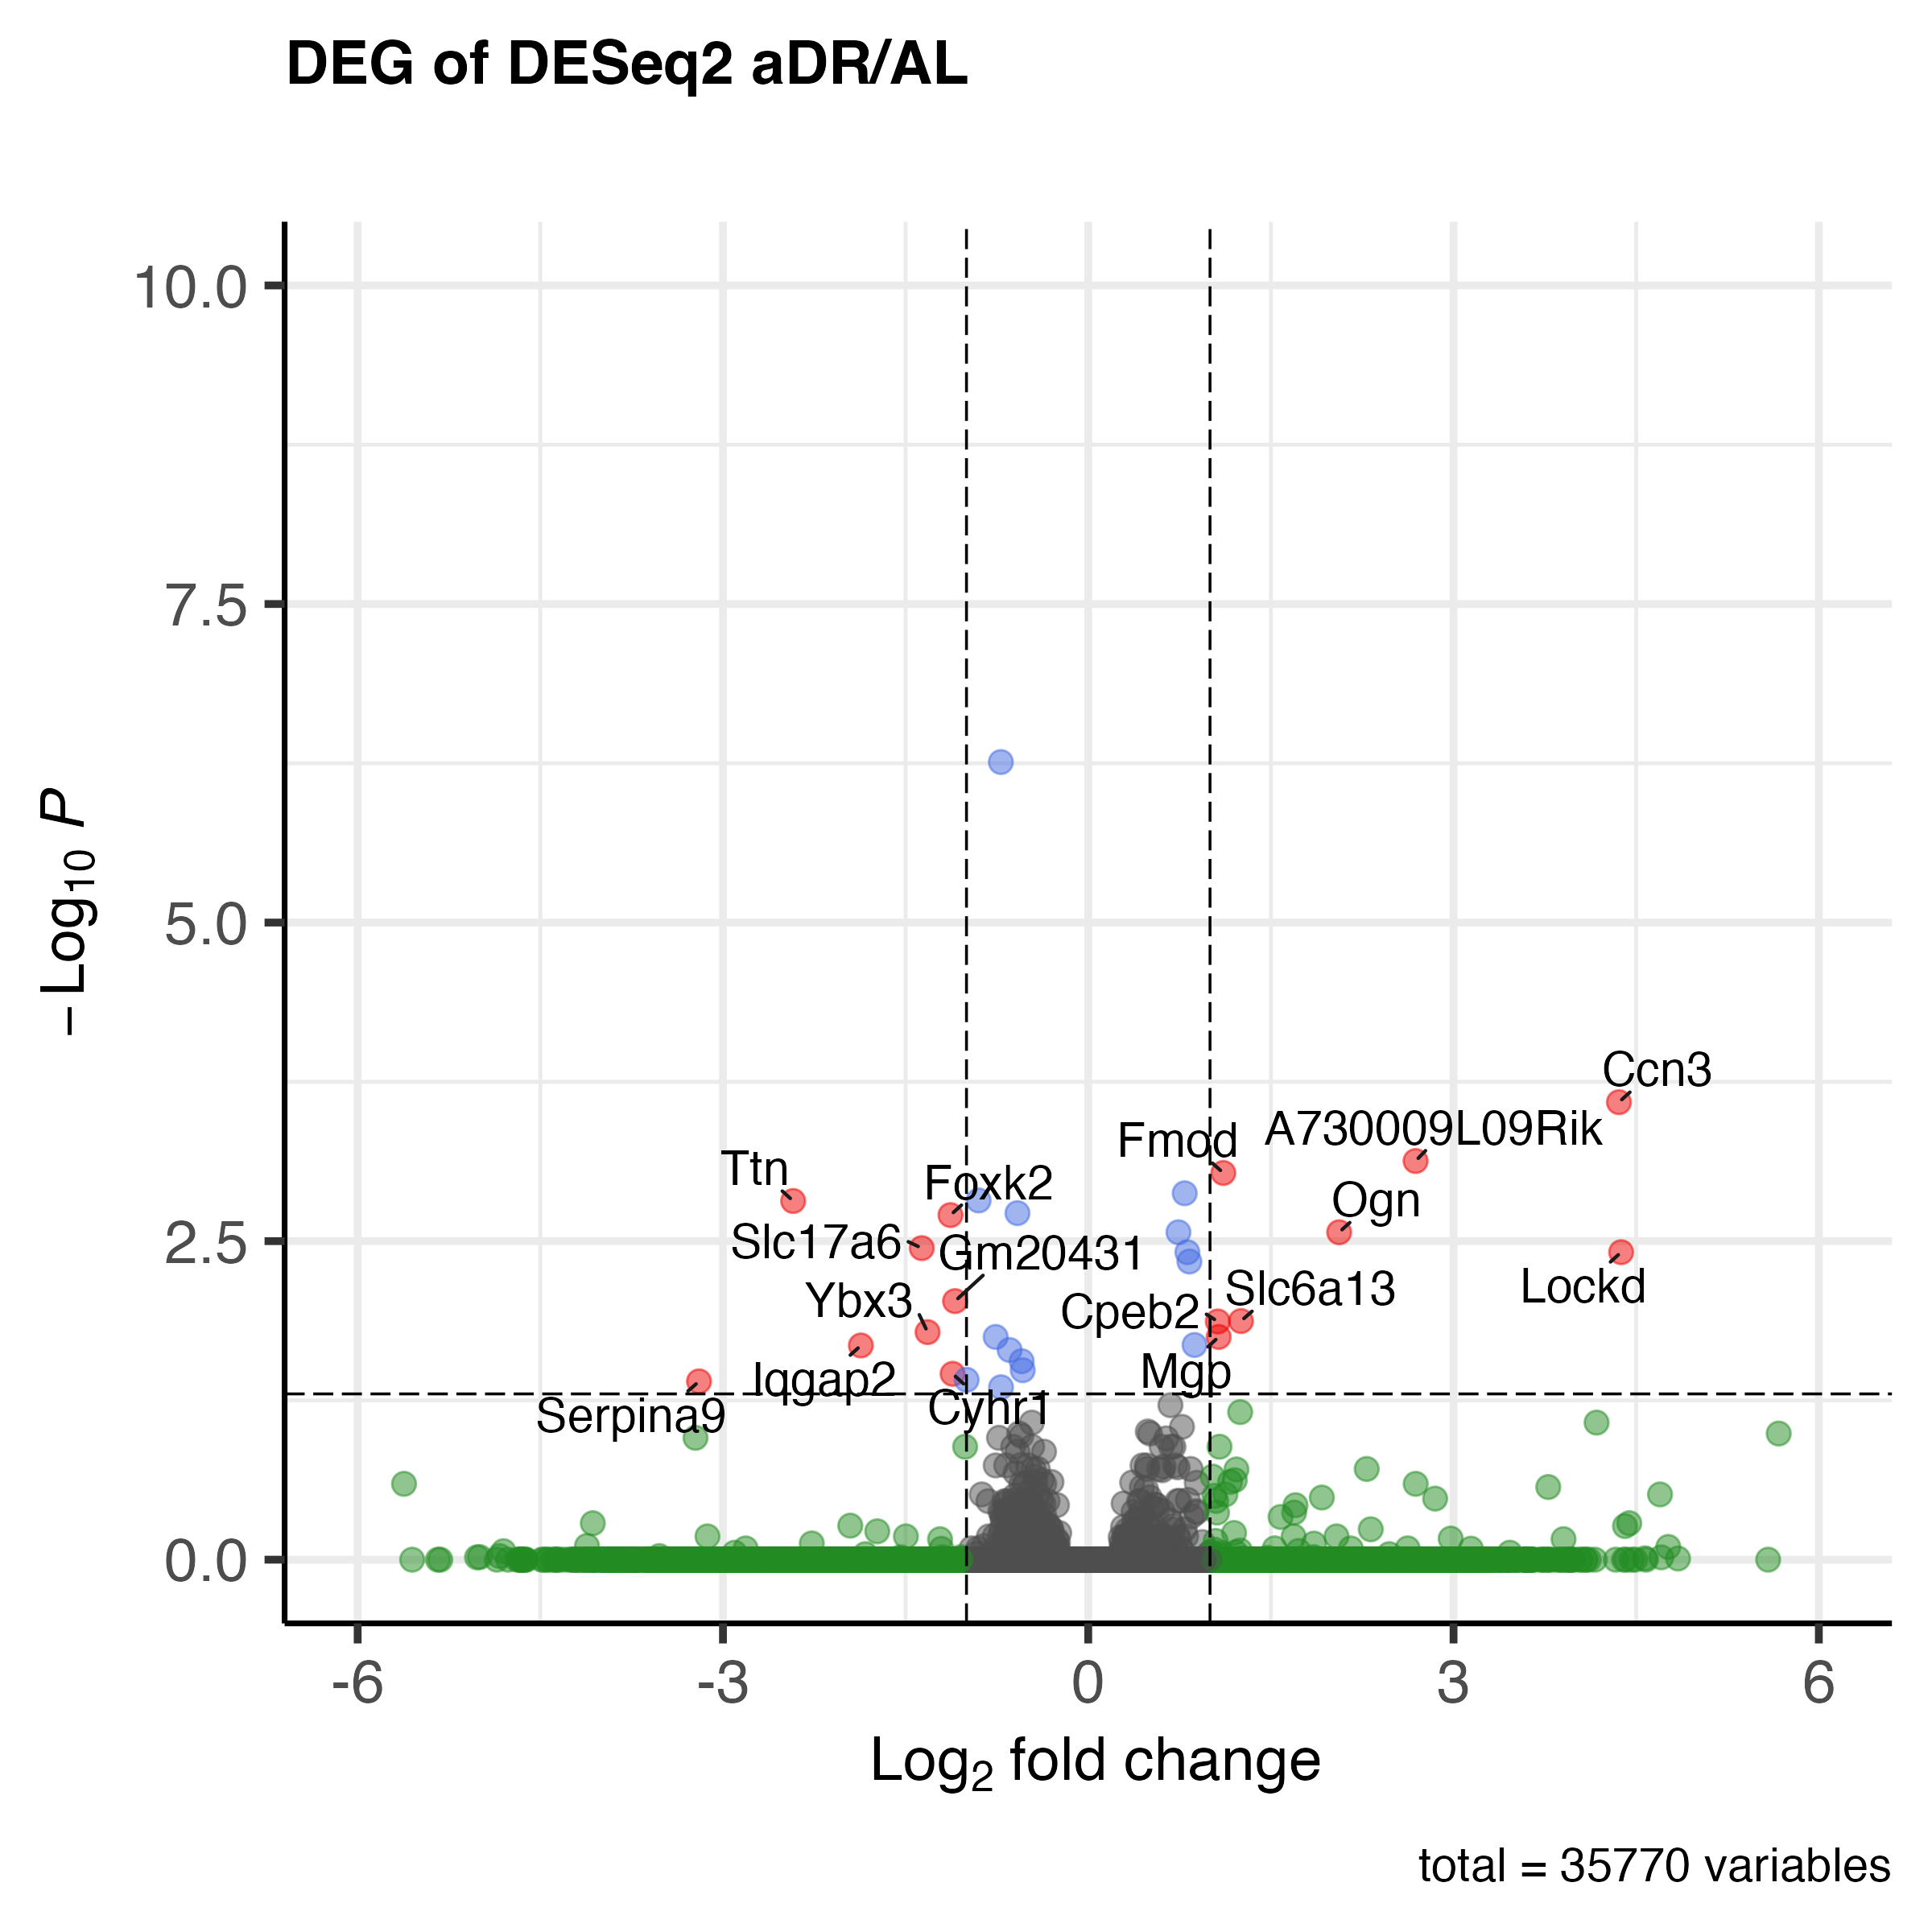 DEG of DESeq2 aDR/AL
10.0
7.5
5.0
2.5
0.0
−Log10 P
Ccn3
A730009L09Rik
Fmod
Ttn
Foxk2
Ogn
Slc17a6
Gm20431
Lockd
Slc6a13
Ybx3
Cpeb2
Mgp
Iqgap2
Cyhr1
Serpina9
-6
-3
0
3
6
Log2 fold change
total = 35770 variables